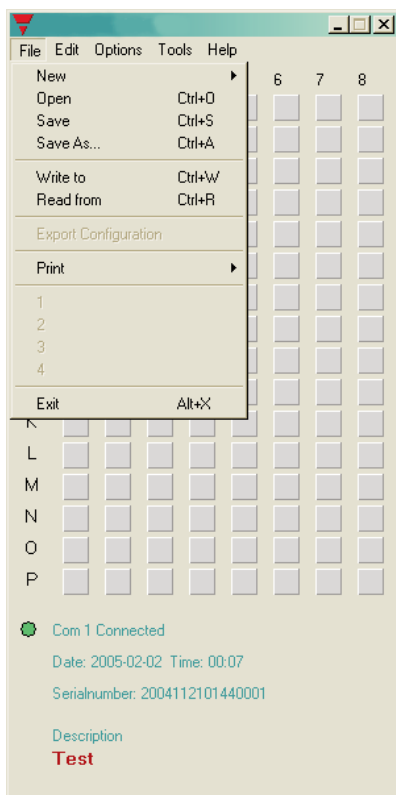 File Edit Options Tools Help
6 7 8
New
Open Ctrl+O
Save Ctrl+S
Save As... Ctrl+A
Write to Ctrl+W
Read from Ctrl+R
Export Configuration
Print
1
2
3
4
Exit Alt+X
K
L
M
N
O
P
Com 1 Connected
Date: 2005-02-02 Time: 00:07
Serialnumber: 2004112101440001
Description
Test